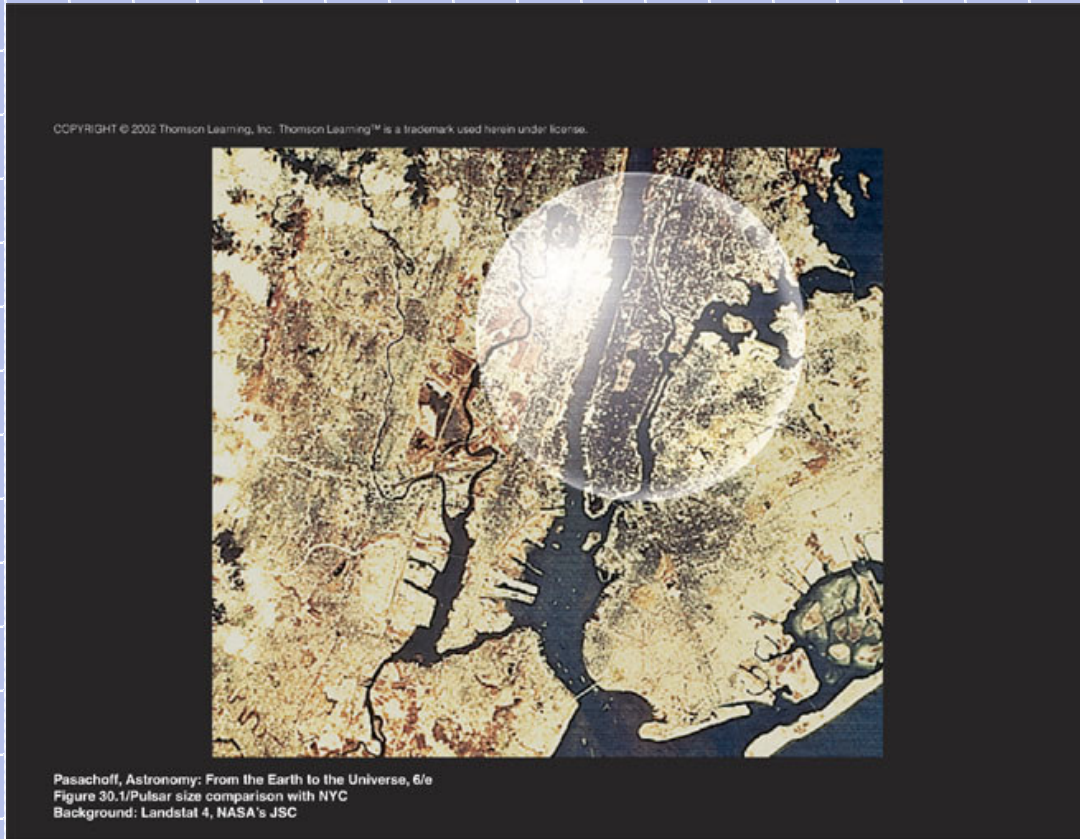 COPYRIGHT © 2002 Thomson Learning, Inc. Thomson Learning™ is a trademark used herein under license.
Pasachoff, Astronomy: From the Earth to the Universe, 6/e
Figure 30.1/Pulsar size comparison with NYC
Background: Landstat 4, NASA's JSC